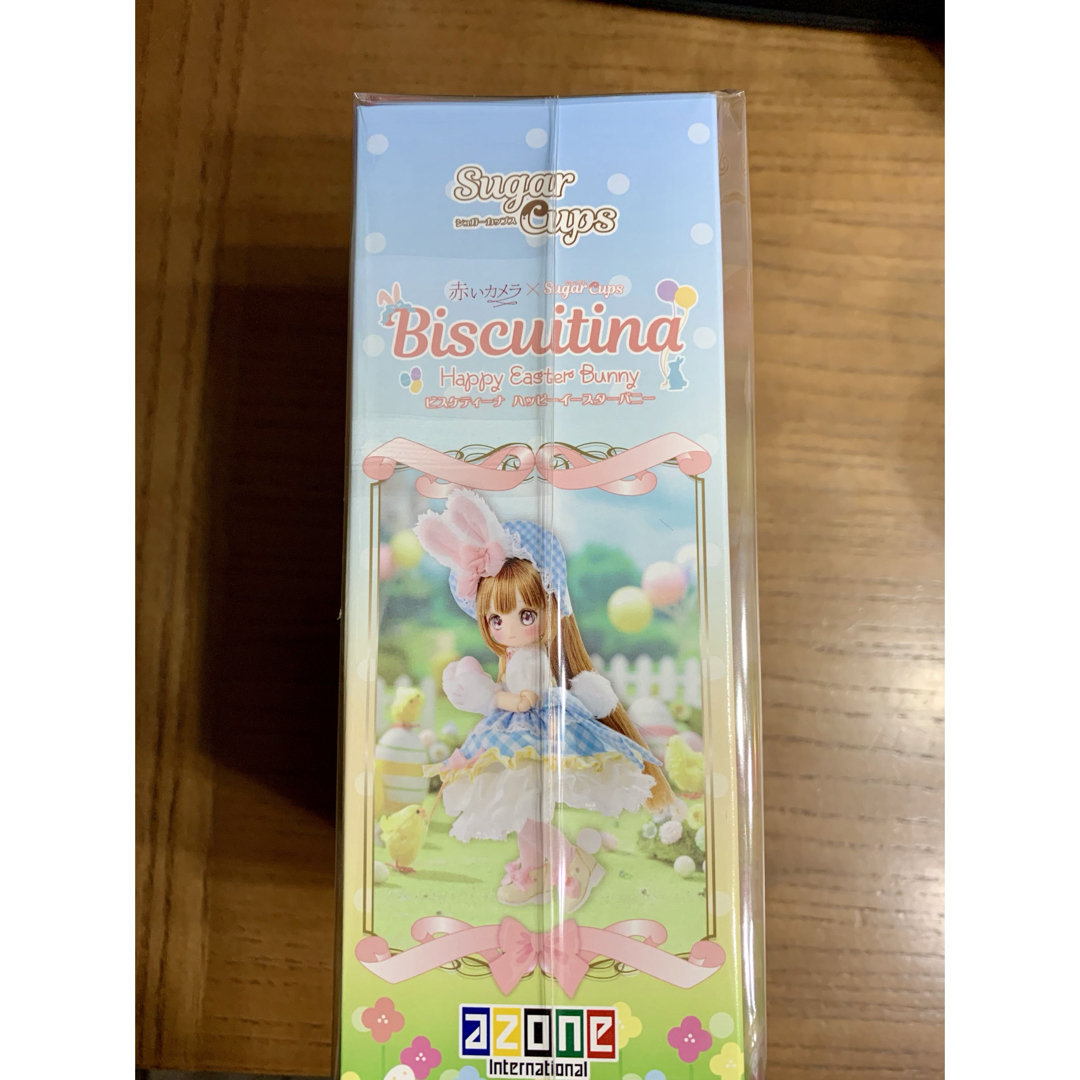 Sugar
シュガーカップス Cups
赤いカメラ × Sugar Cups
Biscuitina
Happy Easter Bunny
ビスクティーナ ハッピーイースターバニー
azone
International